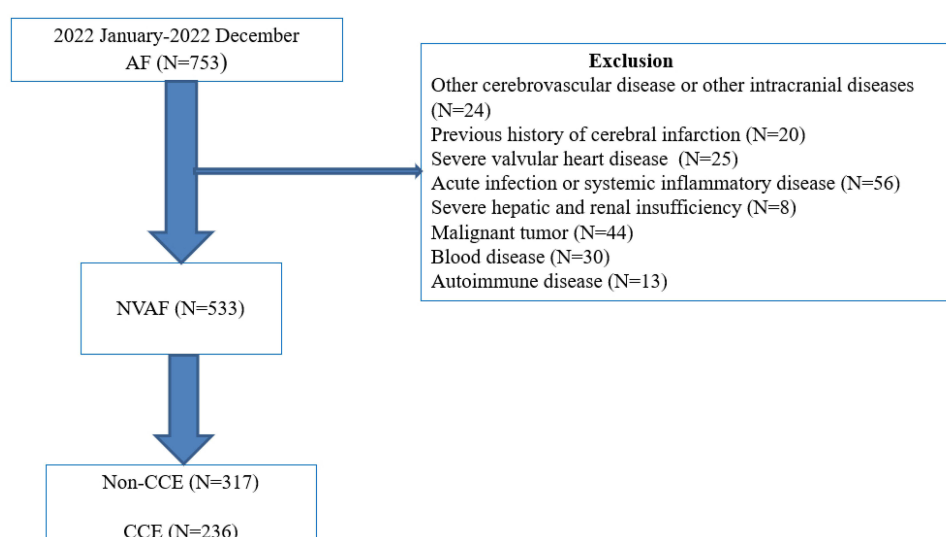 2022 January-2022 December
AF (N=753)
Exclusion
Other cerebrovascular disease or other intracranial diseases
(N=24)
Previous history of cerebral infarction (N=20)
Severe valvular heart disease (N=25)
Acute infection or systemic inflammatory disease (N=56)
Severe hepatic and renal insufficiency (N=8)
Malignant tumor (N=44)
Blood disease (N=30)
Autoimmune disease (N=13)
NVAF (N=533)
Non-CCE (N=317)
CCE (N=236)